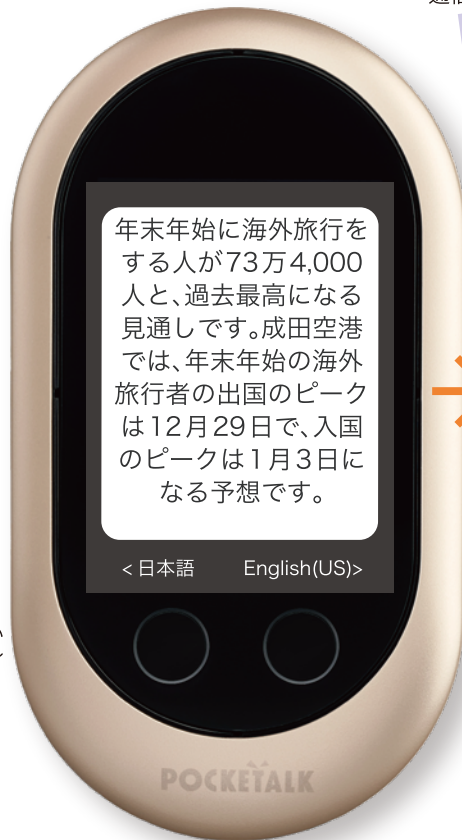 年末年始に海外旅行を
する人が73万4,000
人と、過去最高になる
見通しです。成田空港
では、年末年始の海外
旅行者の出国のピーク
は12月29日で、入国
のピークは1月3日に
なる予想です。
<日本語 English(US)>
POCKETALK